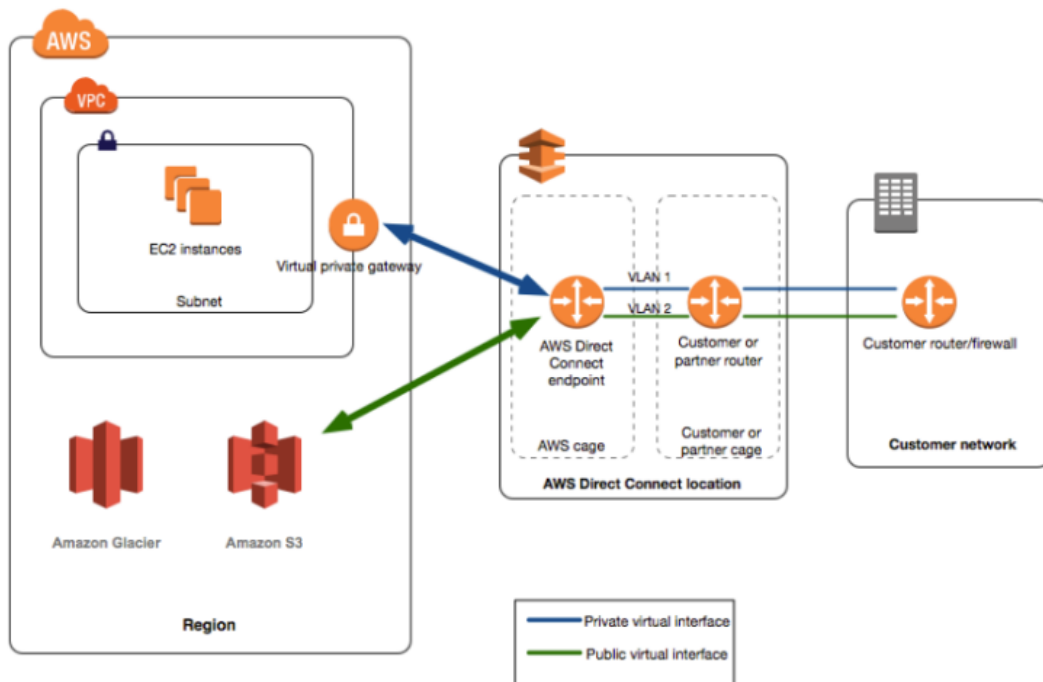 AWS
VPC
EC2 instances
Virtual private gateway
Subnet
VLAN 1
VLAN 2
AWS Direct
Connect
endpoint
Customer or
partner router
Customer router/firewall
AWS cage
Customer or
partner cage
Customer network
AWS Direct Connect location
Amazon Glacier
Amazon S3
Region
Private virtual interface
Public virtual interface